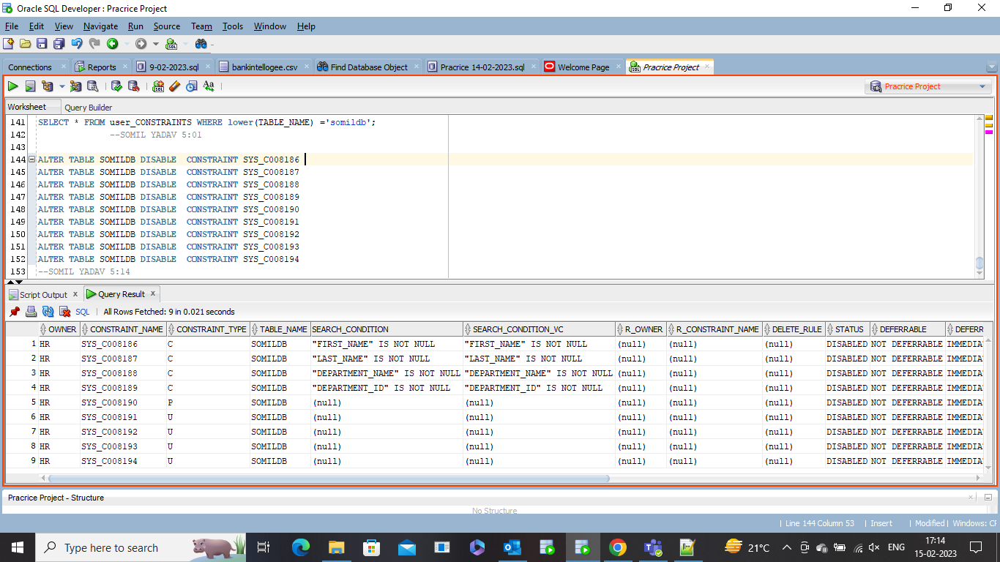 Oracle SQL Developer : Pracrice Project
File Edit View Navigate Run Source Team Tools Window Help
Connections Reports 9-02-2023.sql bankintellogee.csv Find Database Object Pracrice 14-02-2023.sql Welcome Page Pracrice Project
Pracrice Project
Worksheet Query Builder
141 SELECT * FROM user_CONSTRAINTS WHERE lower(TABLE_NAME) ='somildb';
142 --SOMIL YADAV 5:01
143
144 ALTER TABLE SOMILDB DISABLE CONSTRAINT SYS_C008186
145 ALTER TABLE SOMILDB DISABLE CONSTRAINT SYS_C008187
146 ALTER TABLE SOMILDB DISABLE CONSTRAINT SYS_C008188
147 ALTER TABLE SOMILDB DISABLE CONSTRAINT SYS_C008189
148 ALTER TABLE SOMILDB DISABLE CONSTRAINT SYS_C008190
149 ALTER TABLE SOMILDB DISABLE CONSTRAINT SYS_C008191
150 ALTER TABLE SOMILDB DISABLE CONSTRAINT SYS_C008192
151 ALTER TABLE SOMILDB DISABLE CONSTRAINT SYS_C008193
152 ALTER TABLE SOMILDB DISABLE CONSTRAINT SYS_C008194
153 --SOMIL YADAV 5:14
Script Output x Query Result x
SQL | All Rows Fetched: 9 in 0.021 seconds
OWNER CONSTRAINT_NAME CONSTRAINT_TYPE TABLE_NAME SEARCH_CONDITION SEARCH_CONDITION_VC R_OWNER R_CONSTRAINT_NAME DELETE_RULE STATUS DEFERRABLE DEFERR
1 HR SYS_C008186 C SOMILDB "FIRST_NAME" IS NOT NULL "FIRST_NAME" IS NOT NULL (null) (null) (null) DISABLED NOT DEFERRABLE IMMEDIA
2 HR SYS_C008187 C SOMILDB "LAST_NAME" IS NOT NULL "LAST_NAME" IS NOT NULL (null) (null) (null) DISABLED NOT DEFERRABLE IMMEDIA
3 HR SYS_C008188 C SOMILDB "DEPARTMENT_NAME" IS NOT NULL "DEPARTMENT_NAME" IS NOT NULL (null) (null) (null) DISABLED NOT DEFERRABLE IMMEDIA
4 HR SYS_C008189 C SOMILDB "DEPARTMENT_ID" IS NOT NULL "DEPARTMENT_ID" IS NOT NULL (null) (null) (null) DISABLED NOT DEFERRABLE IMMEDIA
5 HR SYS_C008190 P SOMILDB (null) (null) (null) (null) (null) DISABLED NOT DEFERRABLE IMMEDIA
6 HR SYS_C008191 U SOMILDB (null) (null) (null) (null) (null) DISABLED NOT DEFERRABLE IMMEDIA
7 HR SYS_C008192 U SOMILDB (null) (null) (null) (null) (null) DISABLED NOT DEFERRABLE IMMEDIA
8 HR SYS_C008193 U SOMILDB (null) (null) (null) (null) (null) DISABLED NOT DEFERRABLE IMMEDIA
9 HR SYS_C008194 U SOMILDB (null) (null) (null) (null) (null) DISABLED NOT DEFERRABLE IMMEDIA
Pracrice Project - Structure
No Structure
| Line 144 Column 53 | Insert | Modified | Windows: CF
Type here to search 21°C ENG 17:14
15-02-2023